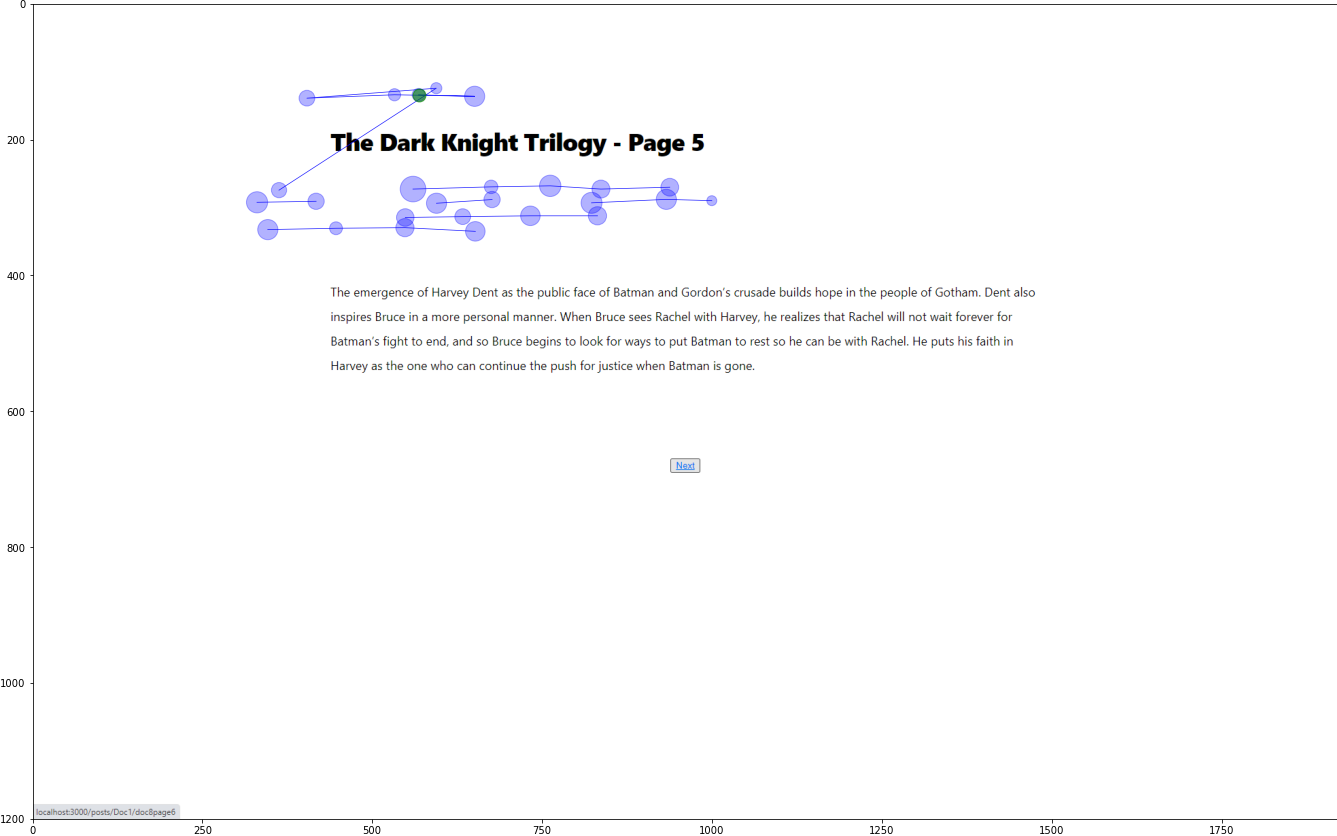 0
200
The Dark Knight Trilogy - Page 5
400
The emergence of Harvey Dent as the public face of Batman and Gordon's crusade builds hope in the people of Gotham. Dent also
inspires Bruce in a more personal manner. When Bruce sees Rachel with Harvey, he realizes that Rachel will not wait forever for
Batman's fight to end, and so Bruce begins to look for ways to put Batman to rest so he can be with Rachel. He puts his faith in
Harvey as the one who can continue the push for justice when Batman is gone.
600
Next
800
1000
localhost:3000/posts/Doc1/doc8page6
1200
0 250 500 750 1000 1250 1500 1750